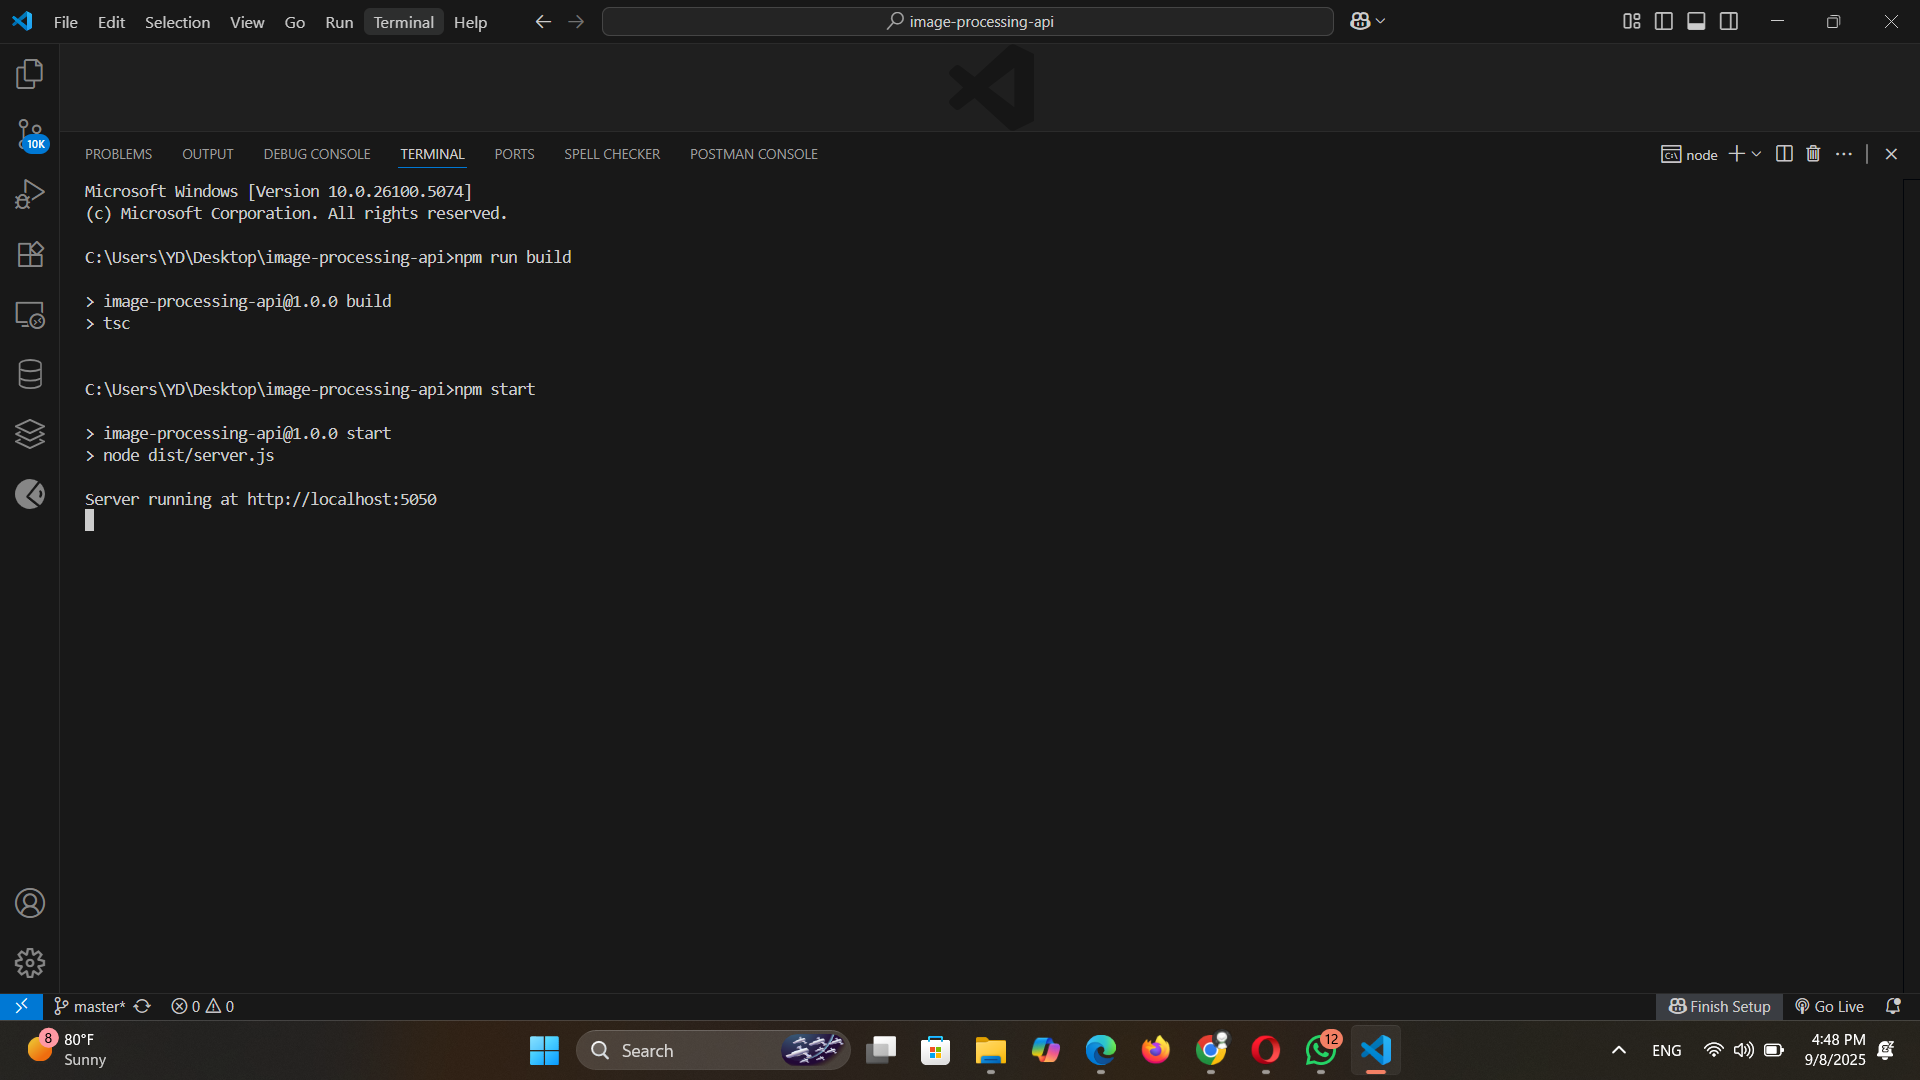 File Edit Selection View Go Run Terminal Help
image-processing-api
10K
PROBLEMS OUTPUT DEBUG CONSOLE TERMINAL PORTS SPELL CHECKER POSTMAN CONSOLE
node
Microsoft Windows [Version 10.0.26100.5074]
(c) Microsoft Corporation. All rights reserved.
C:\Users\YD\Desktop\image-processing-api>npm run build
> image-processing-api@1.0.0 build
> tsc
C:\Users\YD\Desktop\image-processing-api>npm start
> image-processing-api@1.0.0 start
> node dist/server.js
Server running at http://localhost:5050
master* 0 0
Finish Setup Go Live
8
80°F
Sunny
Search
12
ENG
4:48 PM
9/8/2025